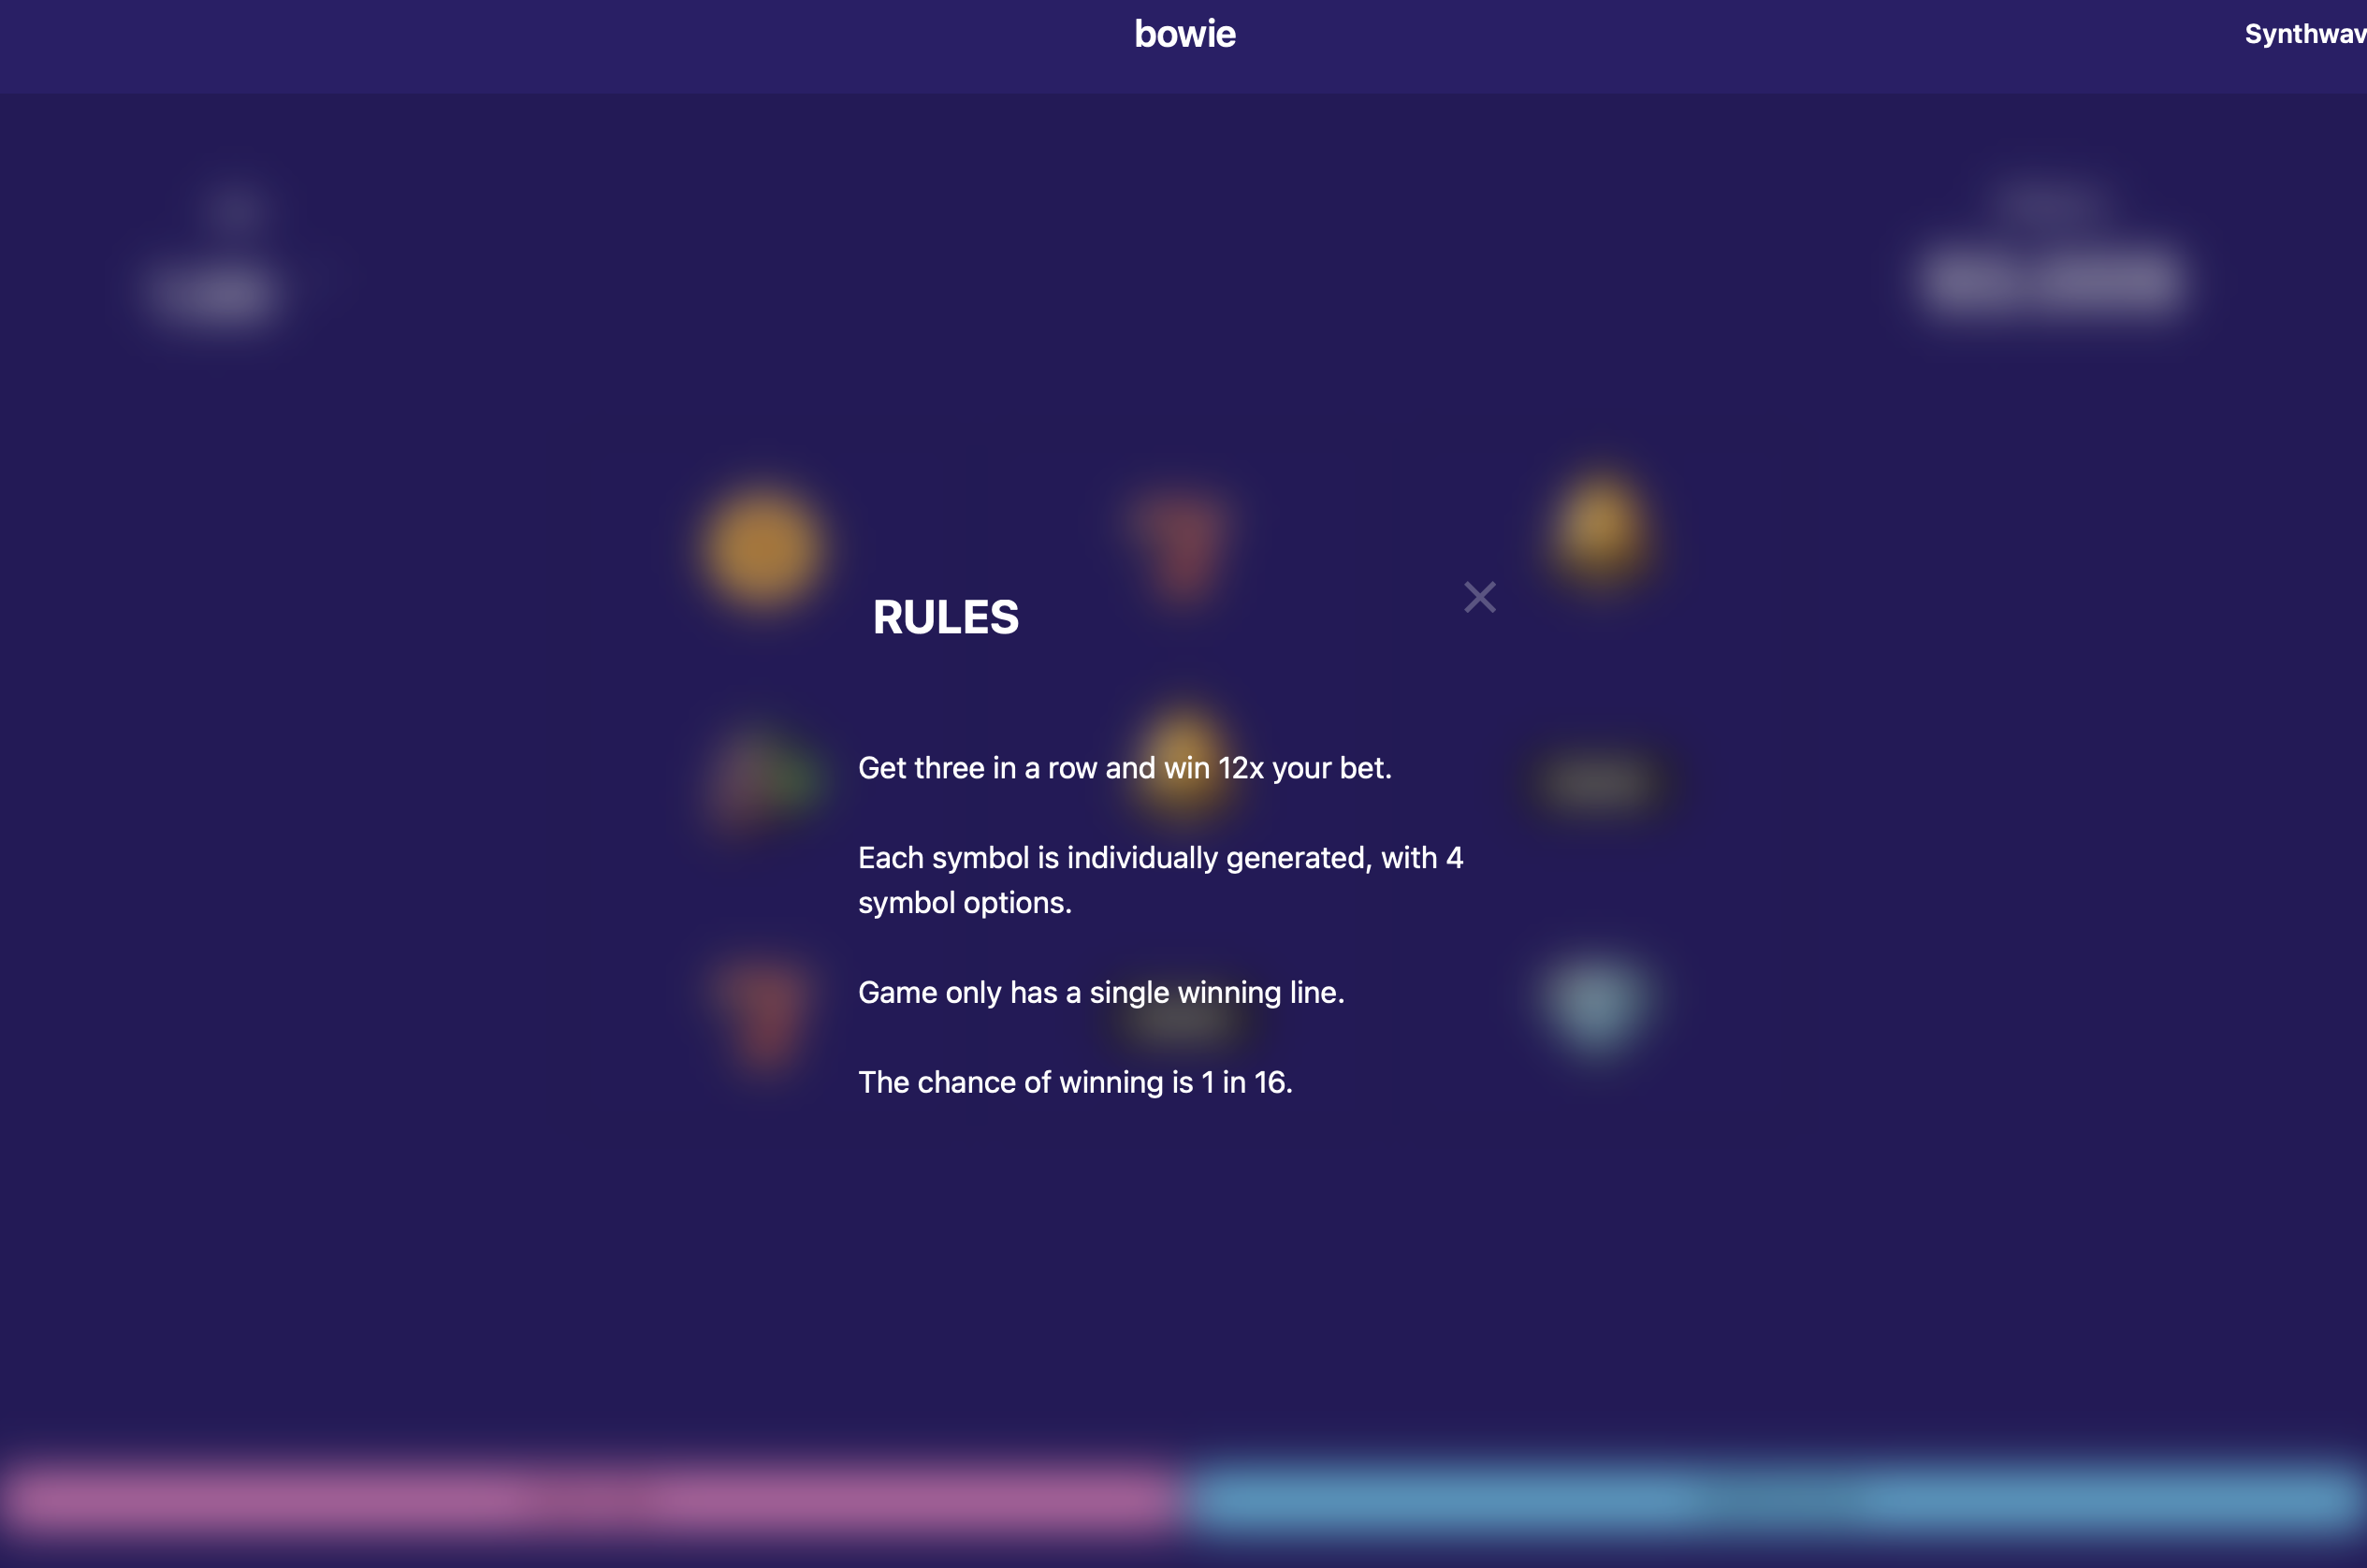 bowie
Synthwav
RULES
Get three in a row and win 12x your bet.
Each symbol is individually generated, with 4
symbol options.
Game only has a single winning line.
The chance of winning is 1 in 16.